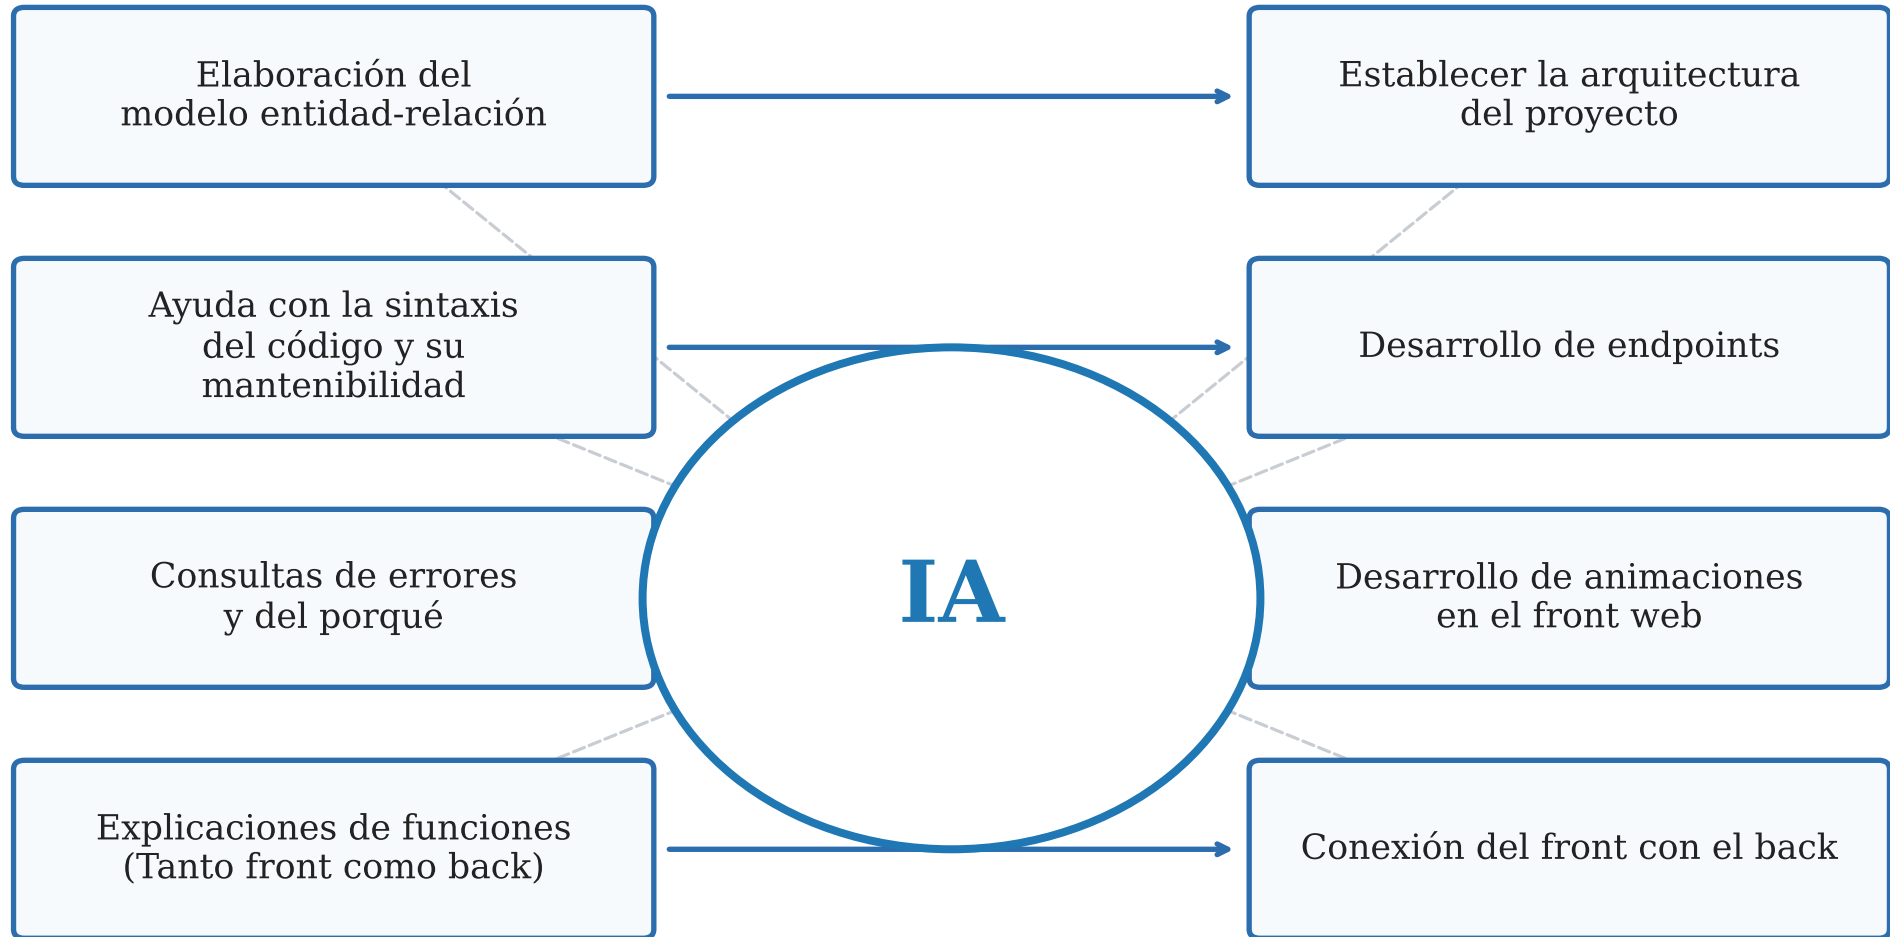 Elaboración del
modelo entidad-relación
Establecer la arquitectura
del proyecto
Ayuda con la sintaxis
del código y su
mantenibilidad
Desarrollo de endpoints
Consultas de errores
y del porqué
IA
Desarrollo de animaciones
en el front web
Explicaciones de funciones
(Tanto front como back)
Conexión del front con el back